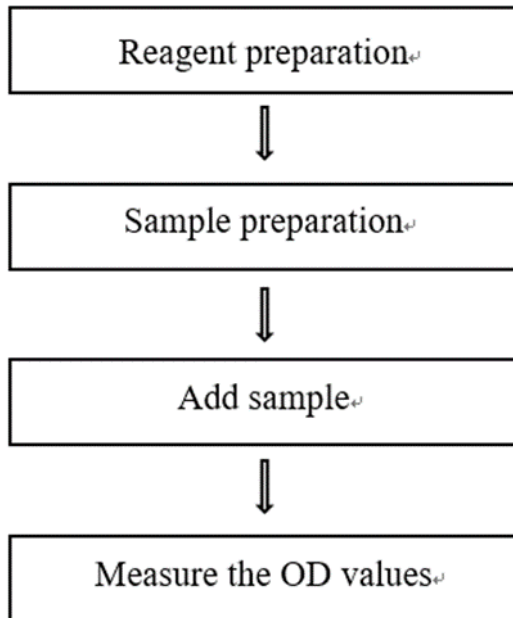 Reagent preparation
Sample preparation
Add sample
Measure the OD values